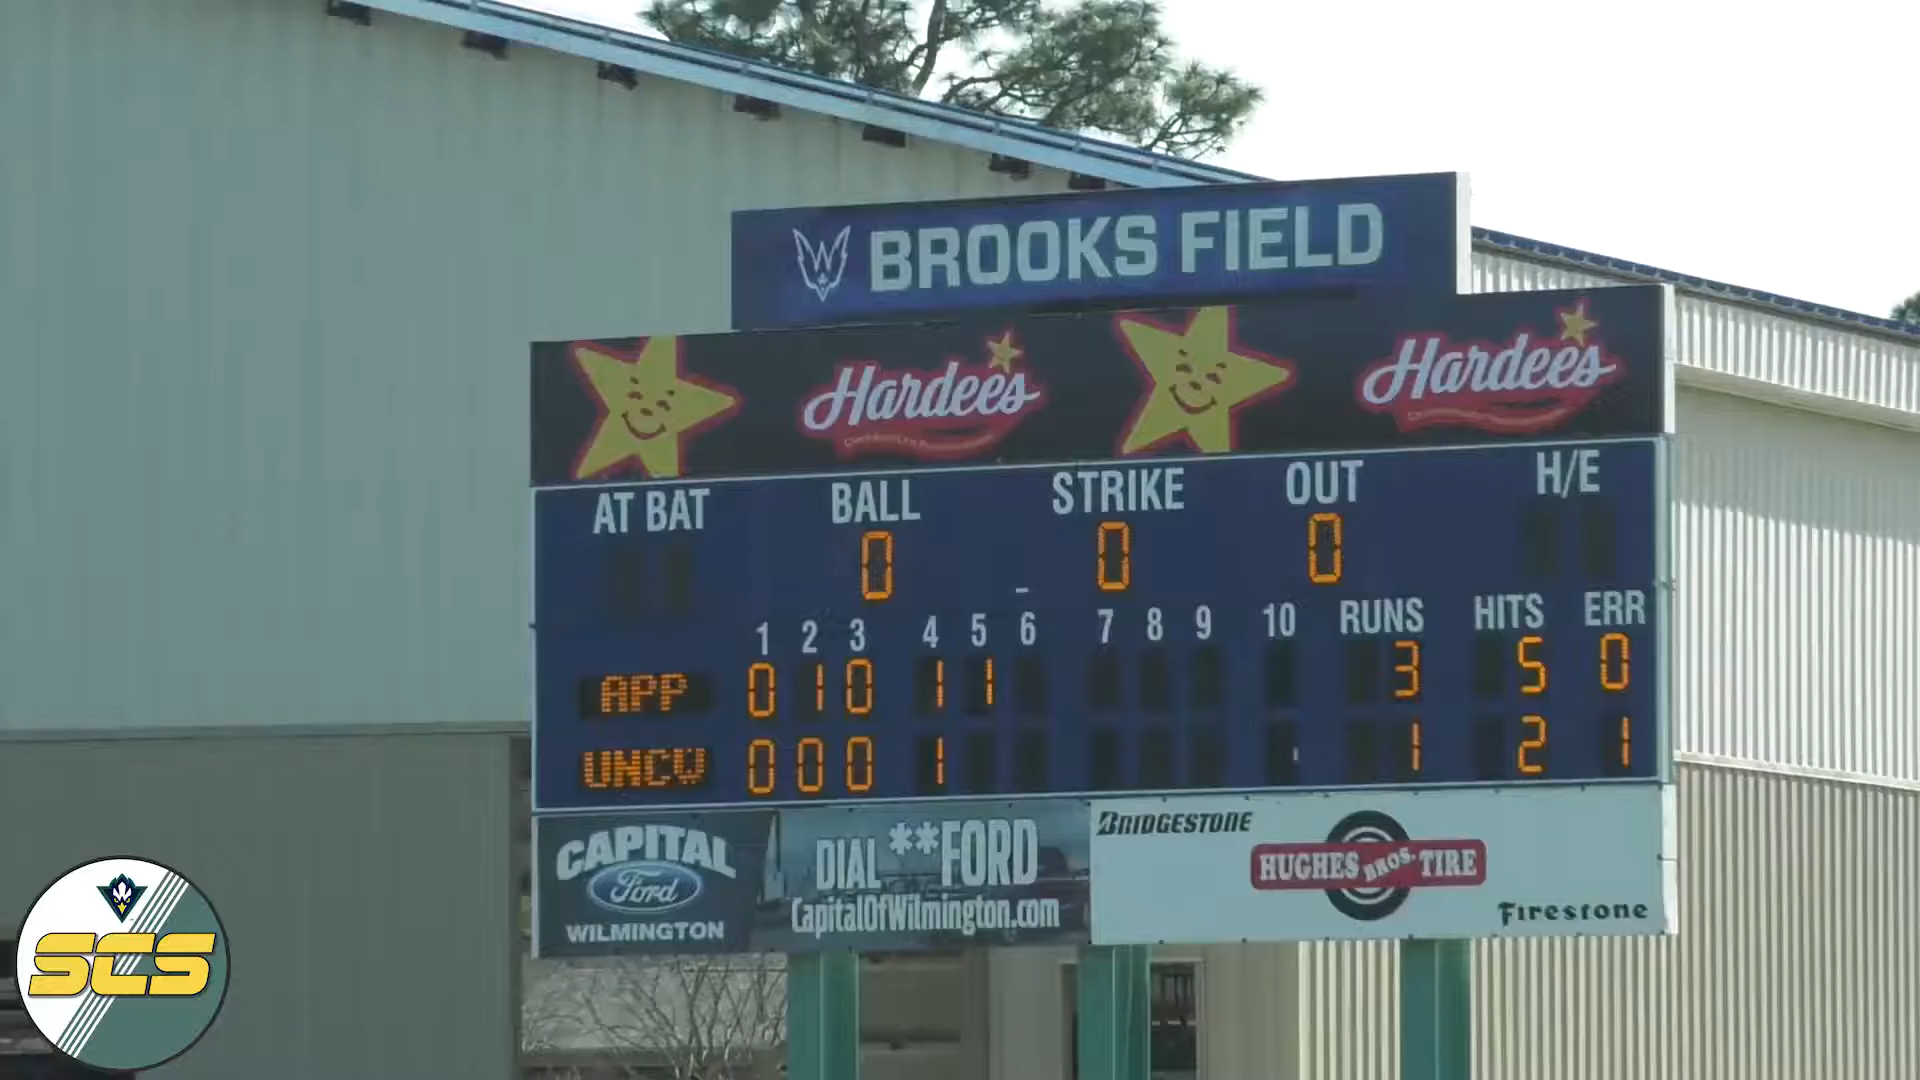 W BROOKS FIELD
Hardee's Hardee's
AT BAT BALL STRIKE OUT H/E
0 0 0
1 2 3 4 5 6 7 8 9 10 RUNS HITS ERR
APP 0 1 0 1 1 3 5 0
UNCW 0 0 0 1 1 2 1
CAPITAL
Ford
WILMINGTON
DIAL **FORD
CapitalOfWilmington.com
BRIDGESTONE
HUGHES BROS. TIRE
Firestone
SCS